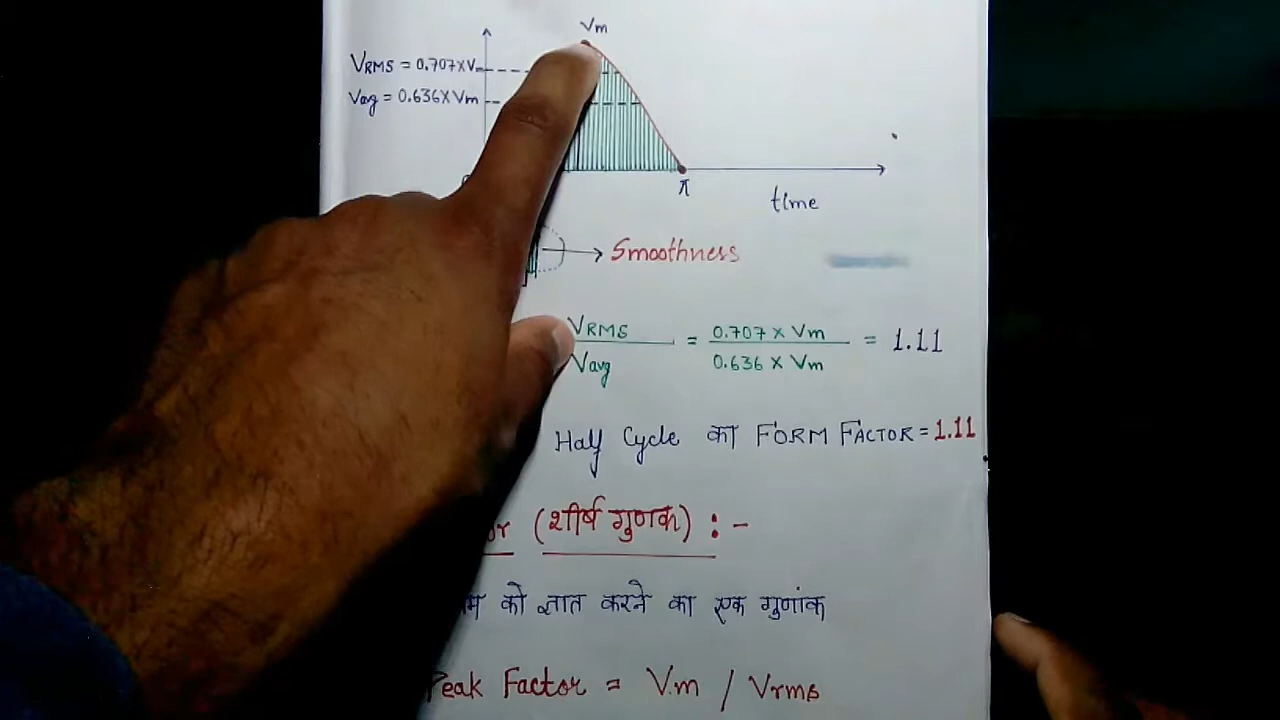 Vm
VRMS = 0.707XVm
Vavg = 0.636XVm
π
time
Smoothness
VRMS / Vavg = 0.707 x Vm / 0.636 x Vm = 1.11
Half Cycle का FORM FACTOR = 1.11
(शीर्ष गुणक) :-
को ज्ञात करने का एक गुणांक
Peak Factor = Vm / Vrms